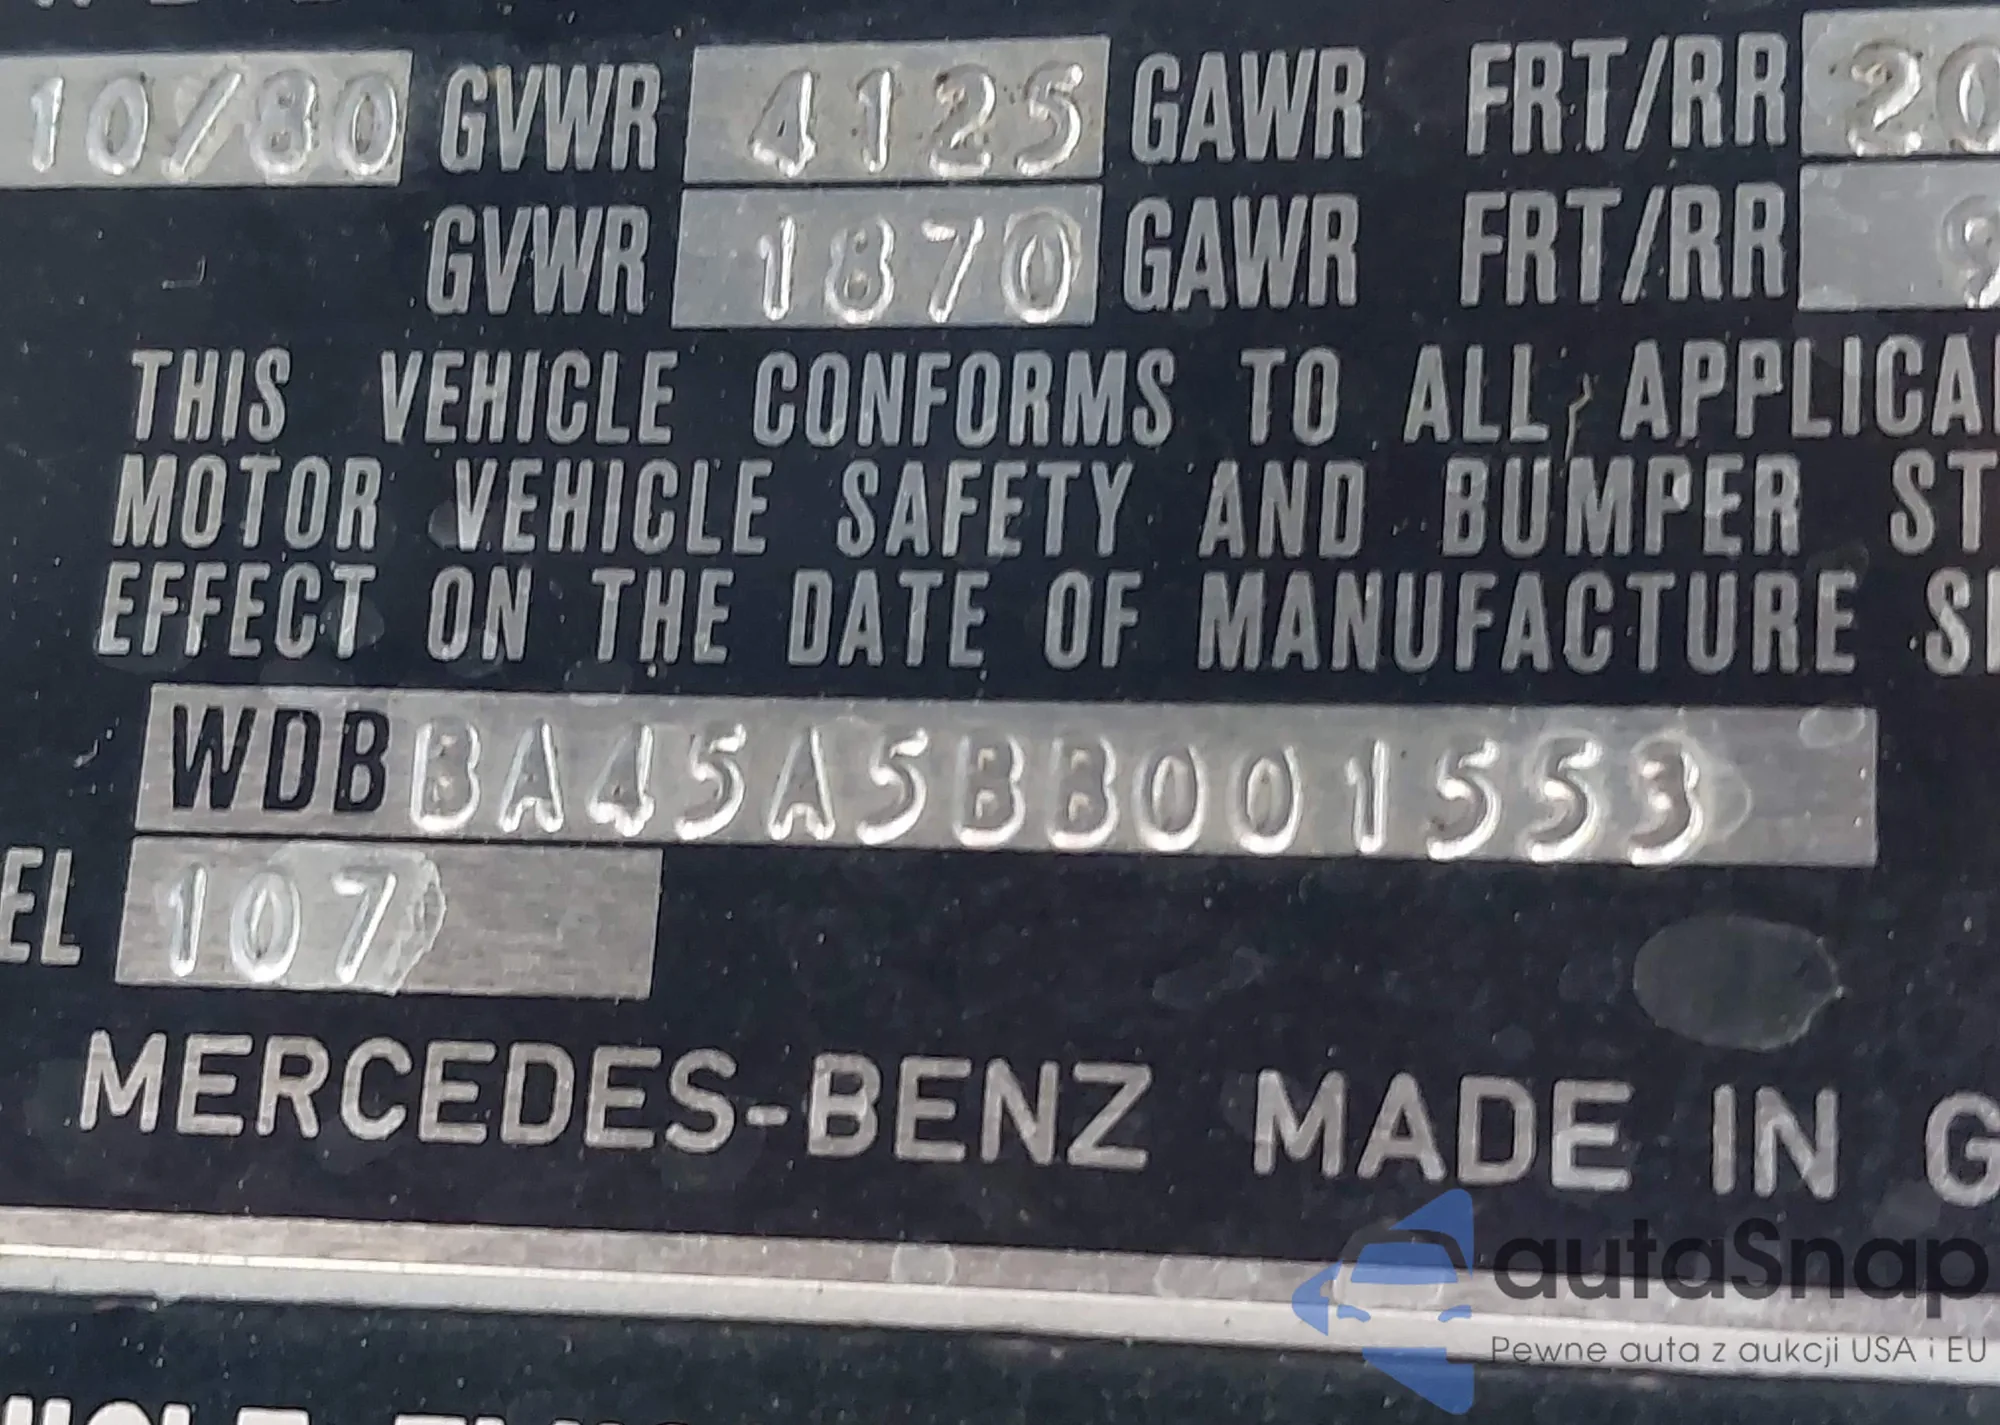 10/80 GVWR 4125 GAWR FRT/RR 20
GVWR 1870 GAWR FRT/RR 9
THIS VEHICLE CONFORMS TO ALL APPLICA
MOTOR VEHICLE SAFETY AND BUMPER ST
EFFECT ON THE DATE OF MANUFACTURE S
WDBBA45A5BB001553
EL 107
MERCEDES-BENZ MADE IN G
autaSnap
Pewne auta z aukcji USA i EU